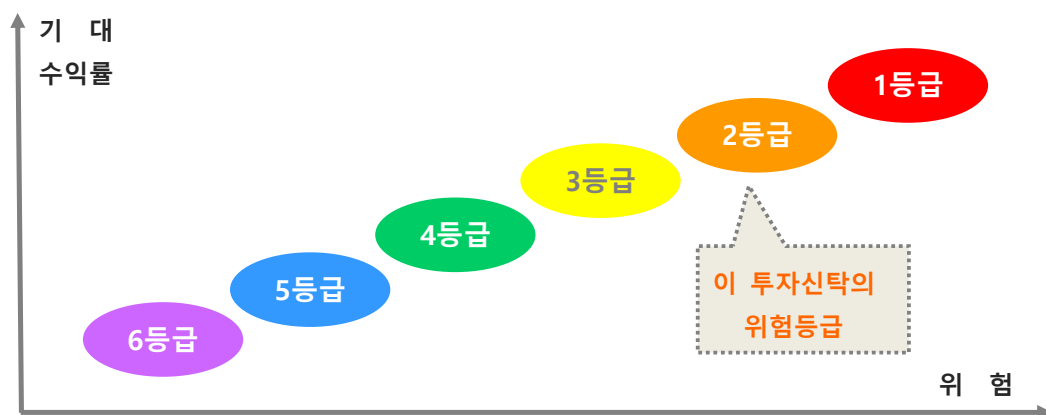 기 대
수익률
1등급
2등급
3등급
4등급
5등급
6등급
이 투자신탁의
위험등급
위 험